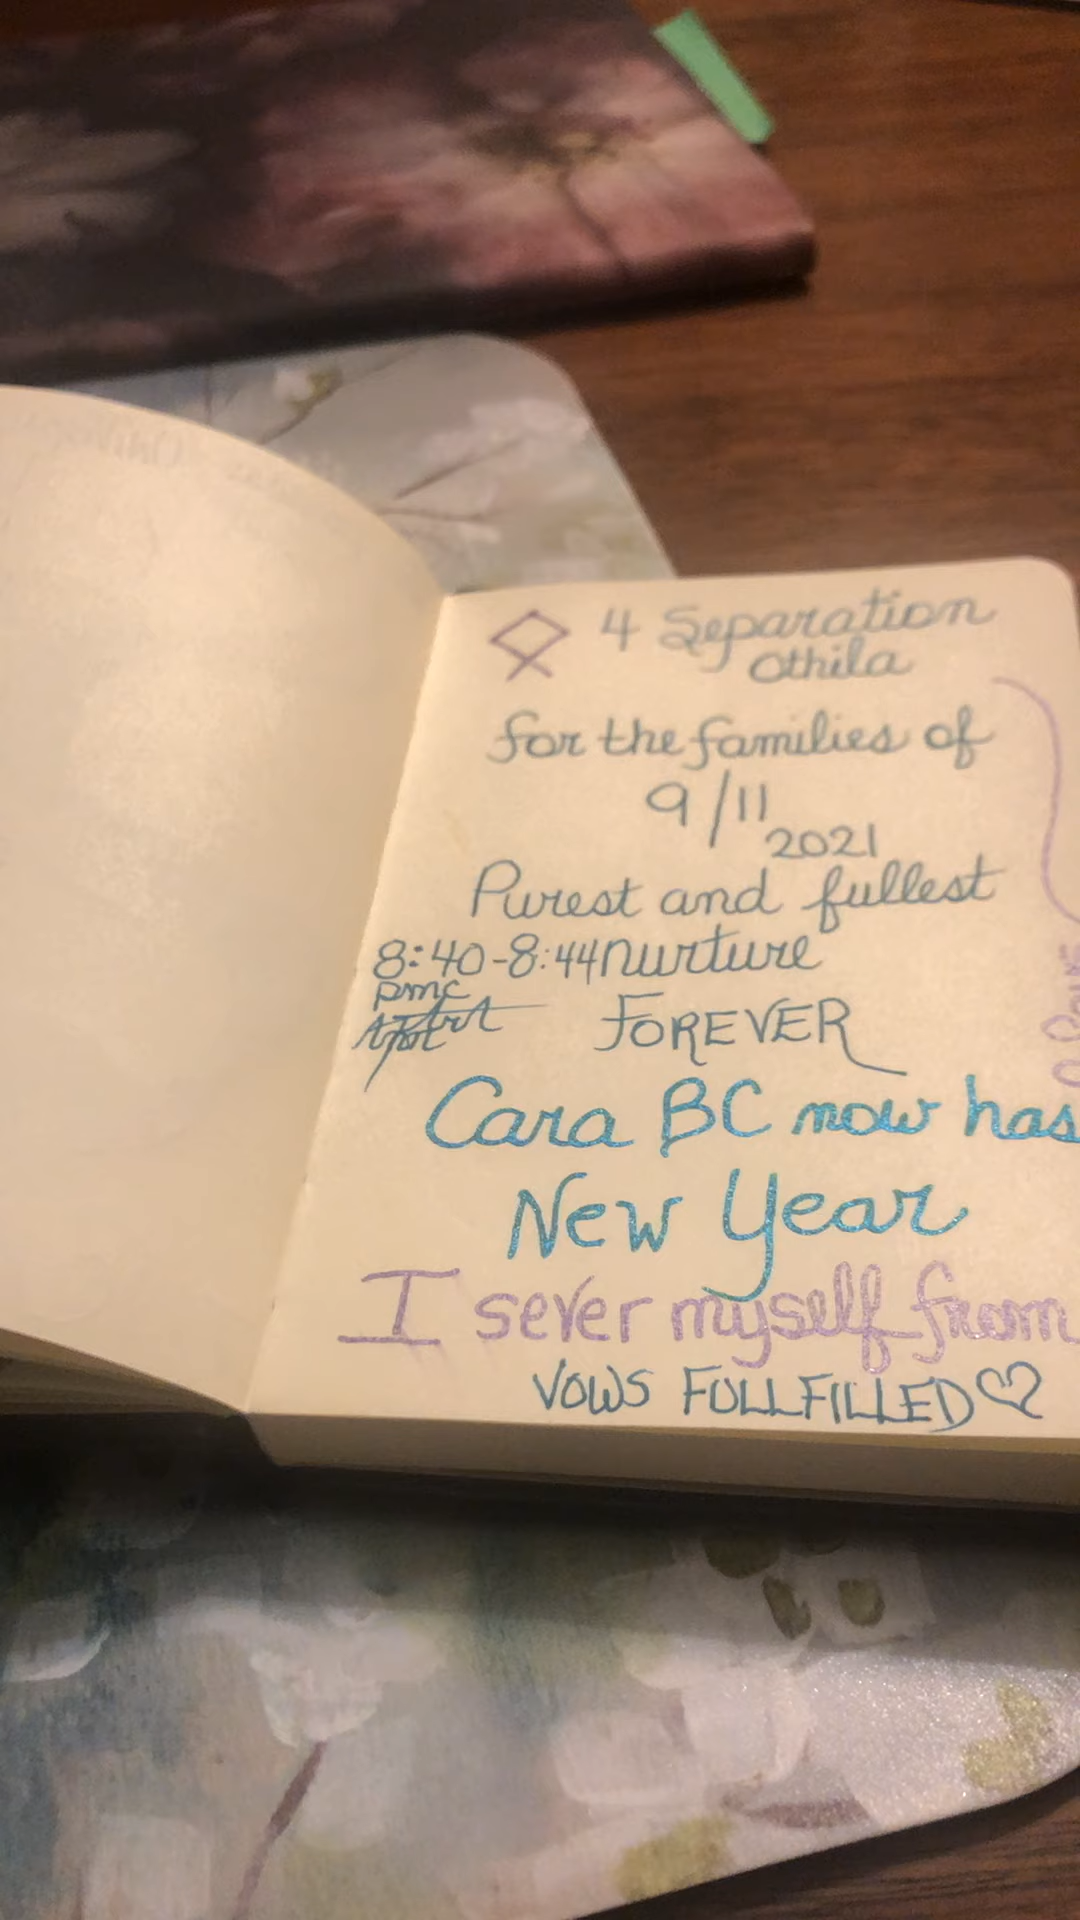 4 Separation
Othila
for the families of
9/11
2021
Purest and fullest
8:40-8:44 nurture
pmc
FOREVER
Cara BC now has
New Year
I sever myself from
VOWS FULLFILLED